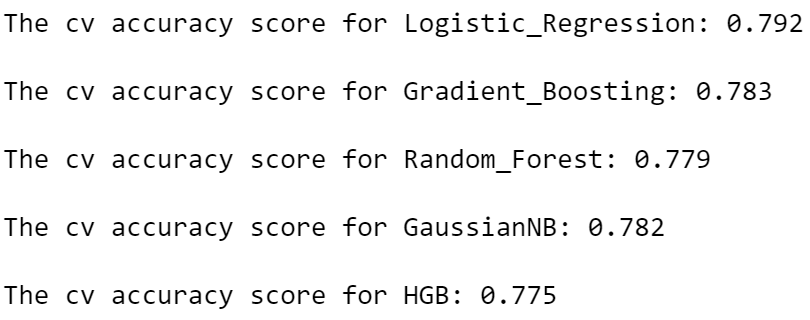 The cv accuracy score for Logistic_Regression: 0.792
The cv accuracy score for Gradient_Boosting: 0.783
The cv accuracy score for Random_Forest: 0.779
The cv accuracy score for GaussianNB: 0.782
The cv accuracy score for HGB: 0.775